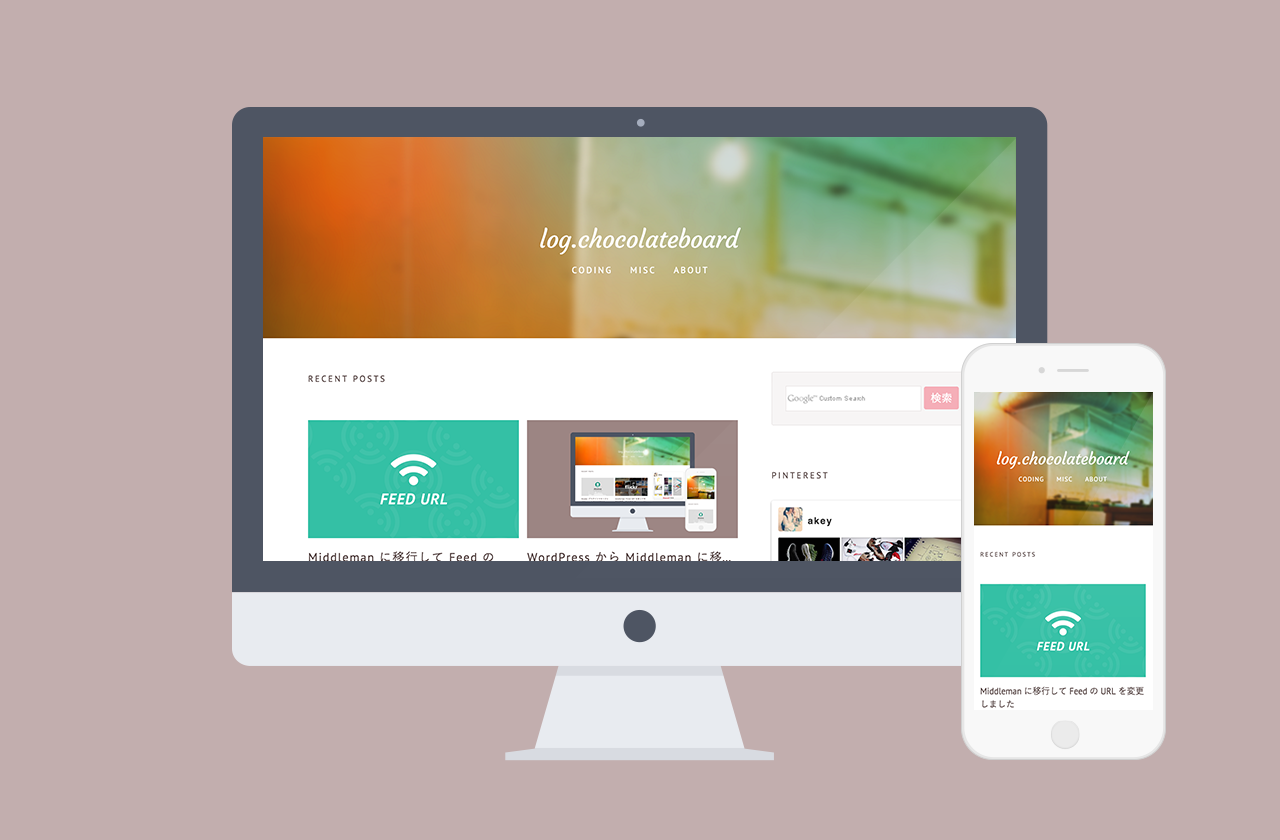 log.chocolateboard
CODING MISC ABOUT
RECENT POSTS
Google™ Custom Search 検索
FEED URL
PINTEREST
akey
Middleman に移行して Feed の
WordPress から Middleman に移...
log.chocolateboard
CODING MISC ABOUT
RECENT POSTS
FEED URL
Middleman に移行して Feed の URL を変更
しました